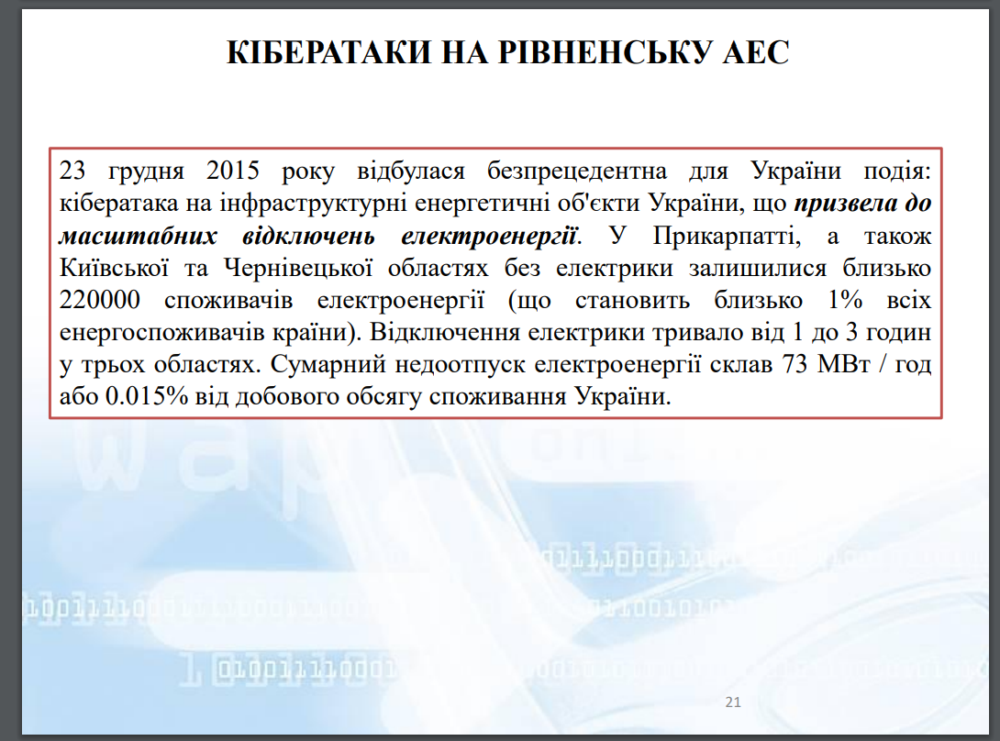 КІБЕРАТАКИ НА РІВНЕНСЬКУ АЕС
23 грудня 2015 року відбулася безпрецедентна для України подія:
кібератака на інфраструктурні енергетичні об'єкти України, що призвела до
масштабних відключень електроенергії. У Прикарпатті, а також
Київської та Чернівецької областях без електрики залишилися близько
220000 споживачів електроенергії (що становить близько 1% всіх
енергоспоживачів країни). Відключення електрики тривало від 1 до 3 годин
у трьох областях. Сумарний недоотпуск електроенергії склав 73 МВт / год
або 0.015% від добового обсягу споживання України.
wap
21